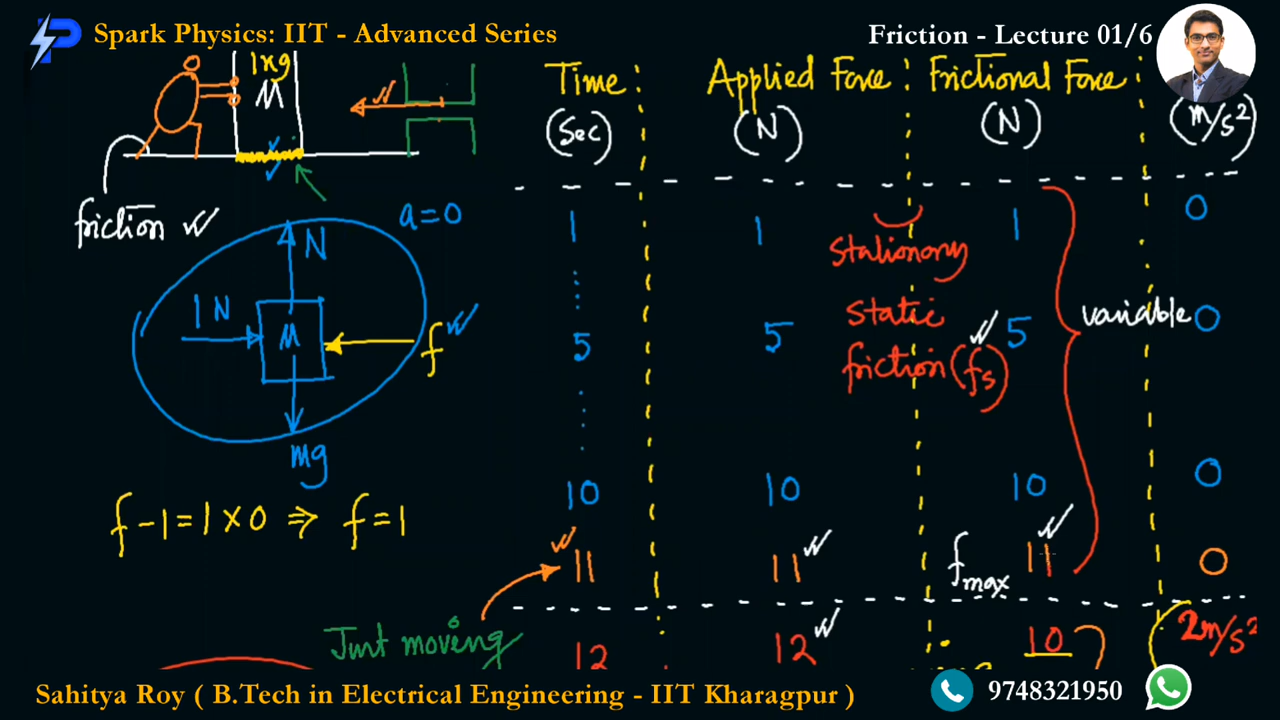 Spark Physics: IIT - Advanced Series
Friction - Lecture 01/6
1kg
M
friction
a=0
N
1N
M
f
mg
f-1=1×0 ⇒ f=1
Just moving
Time: Applied Force: Frictional Force:
(Sec) (N) (N) (m/s²)
1 1 1 0
Stationary
Static
friction (fs)
variable
5 5 5 0
10 10 10 0
11 11 fmax 11 0
12 12 10 2m/s²
Sahitya Roy ( B.Tech in Electrical Engineering - IIT Kharagpur )
9748321950